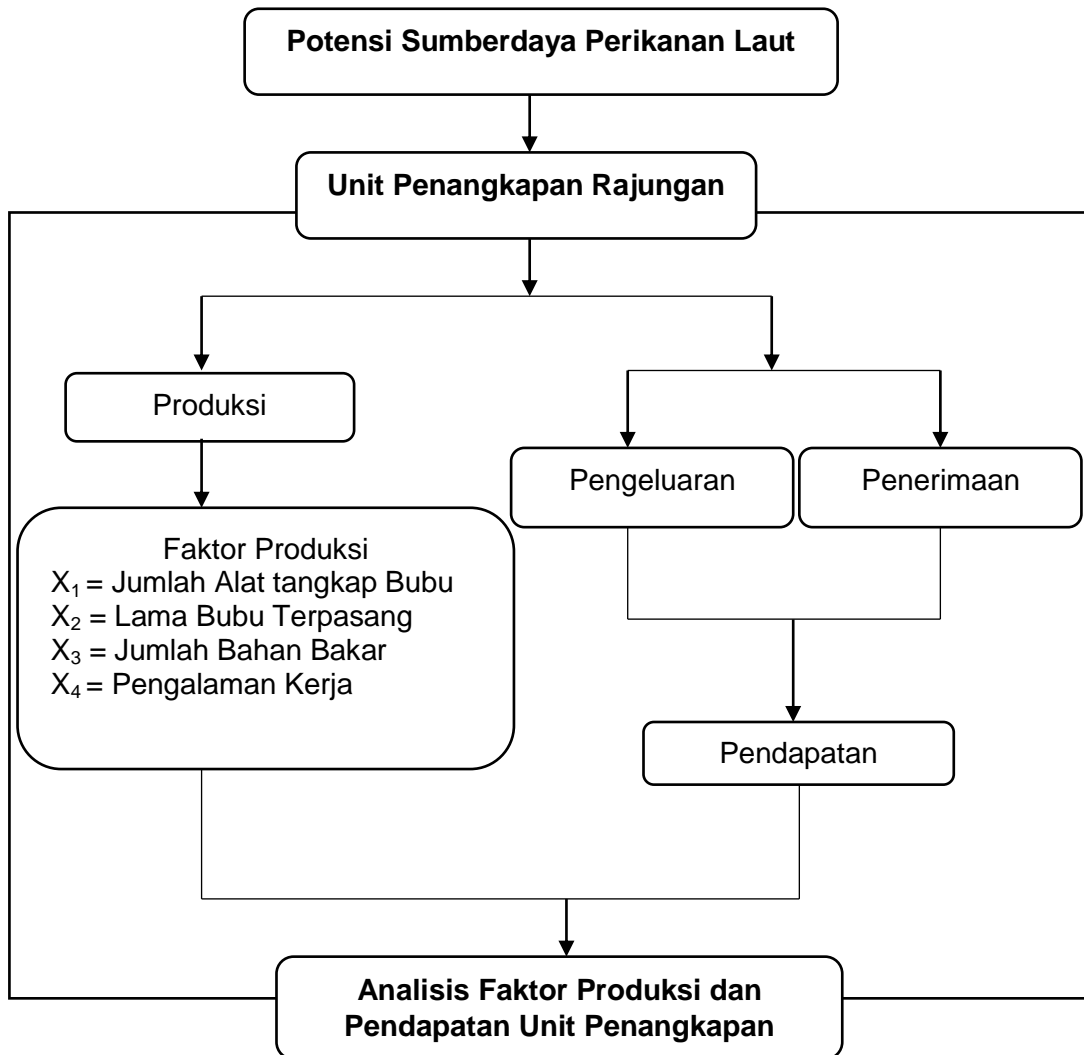 Potensi Sumberdaya Perikanan Laut
Unit Penangkapan Rajungan
Produksi
Pengeluaran
Penerimaan
Faktor Produksi
X₁ = Jumlah Alat tangkap Bubu
X₂ = Lama Bubu Terpasang
X₃ = Jumlah Bahan Bakar
X₄ = Pengalaman Kerja
Pendapatan
Analisis Faktor Produksi dan
Pendapatan Unit Penangkapan